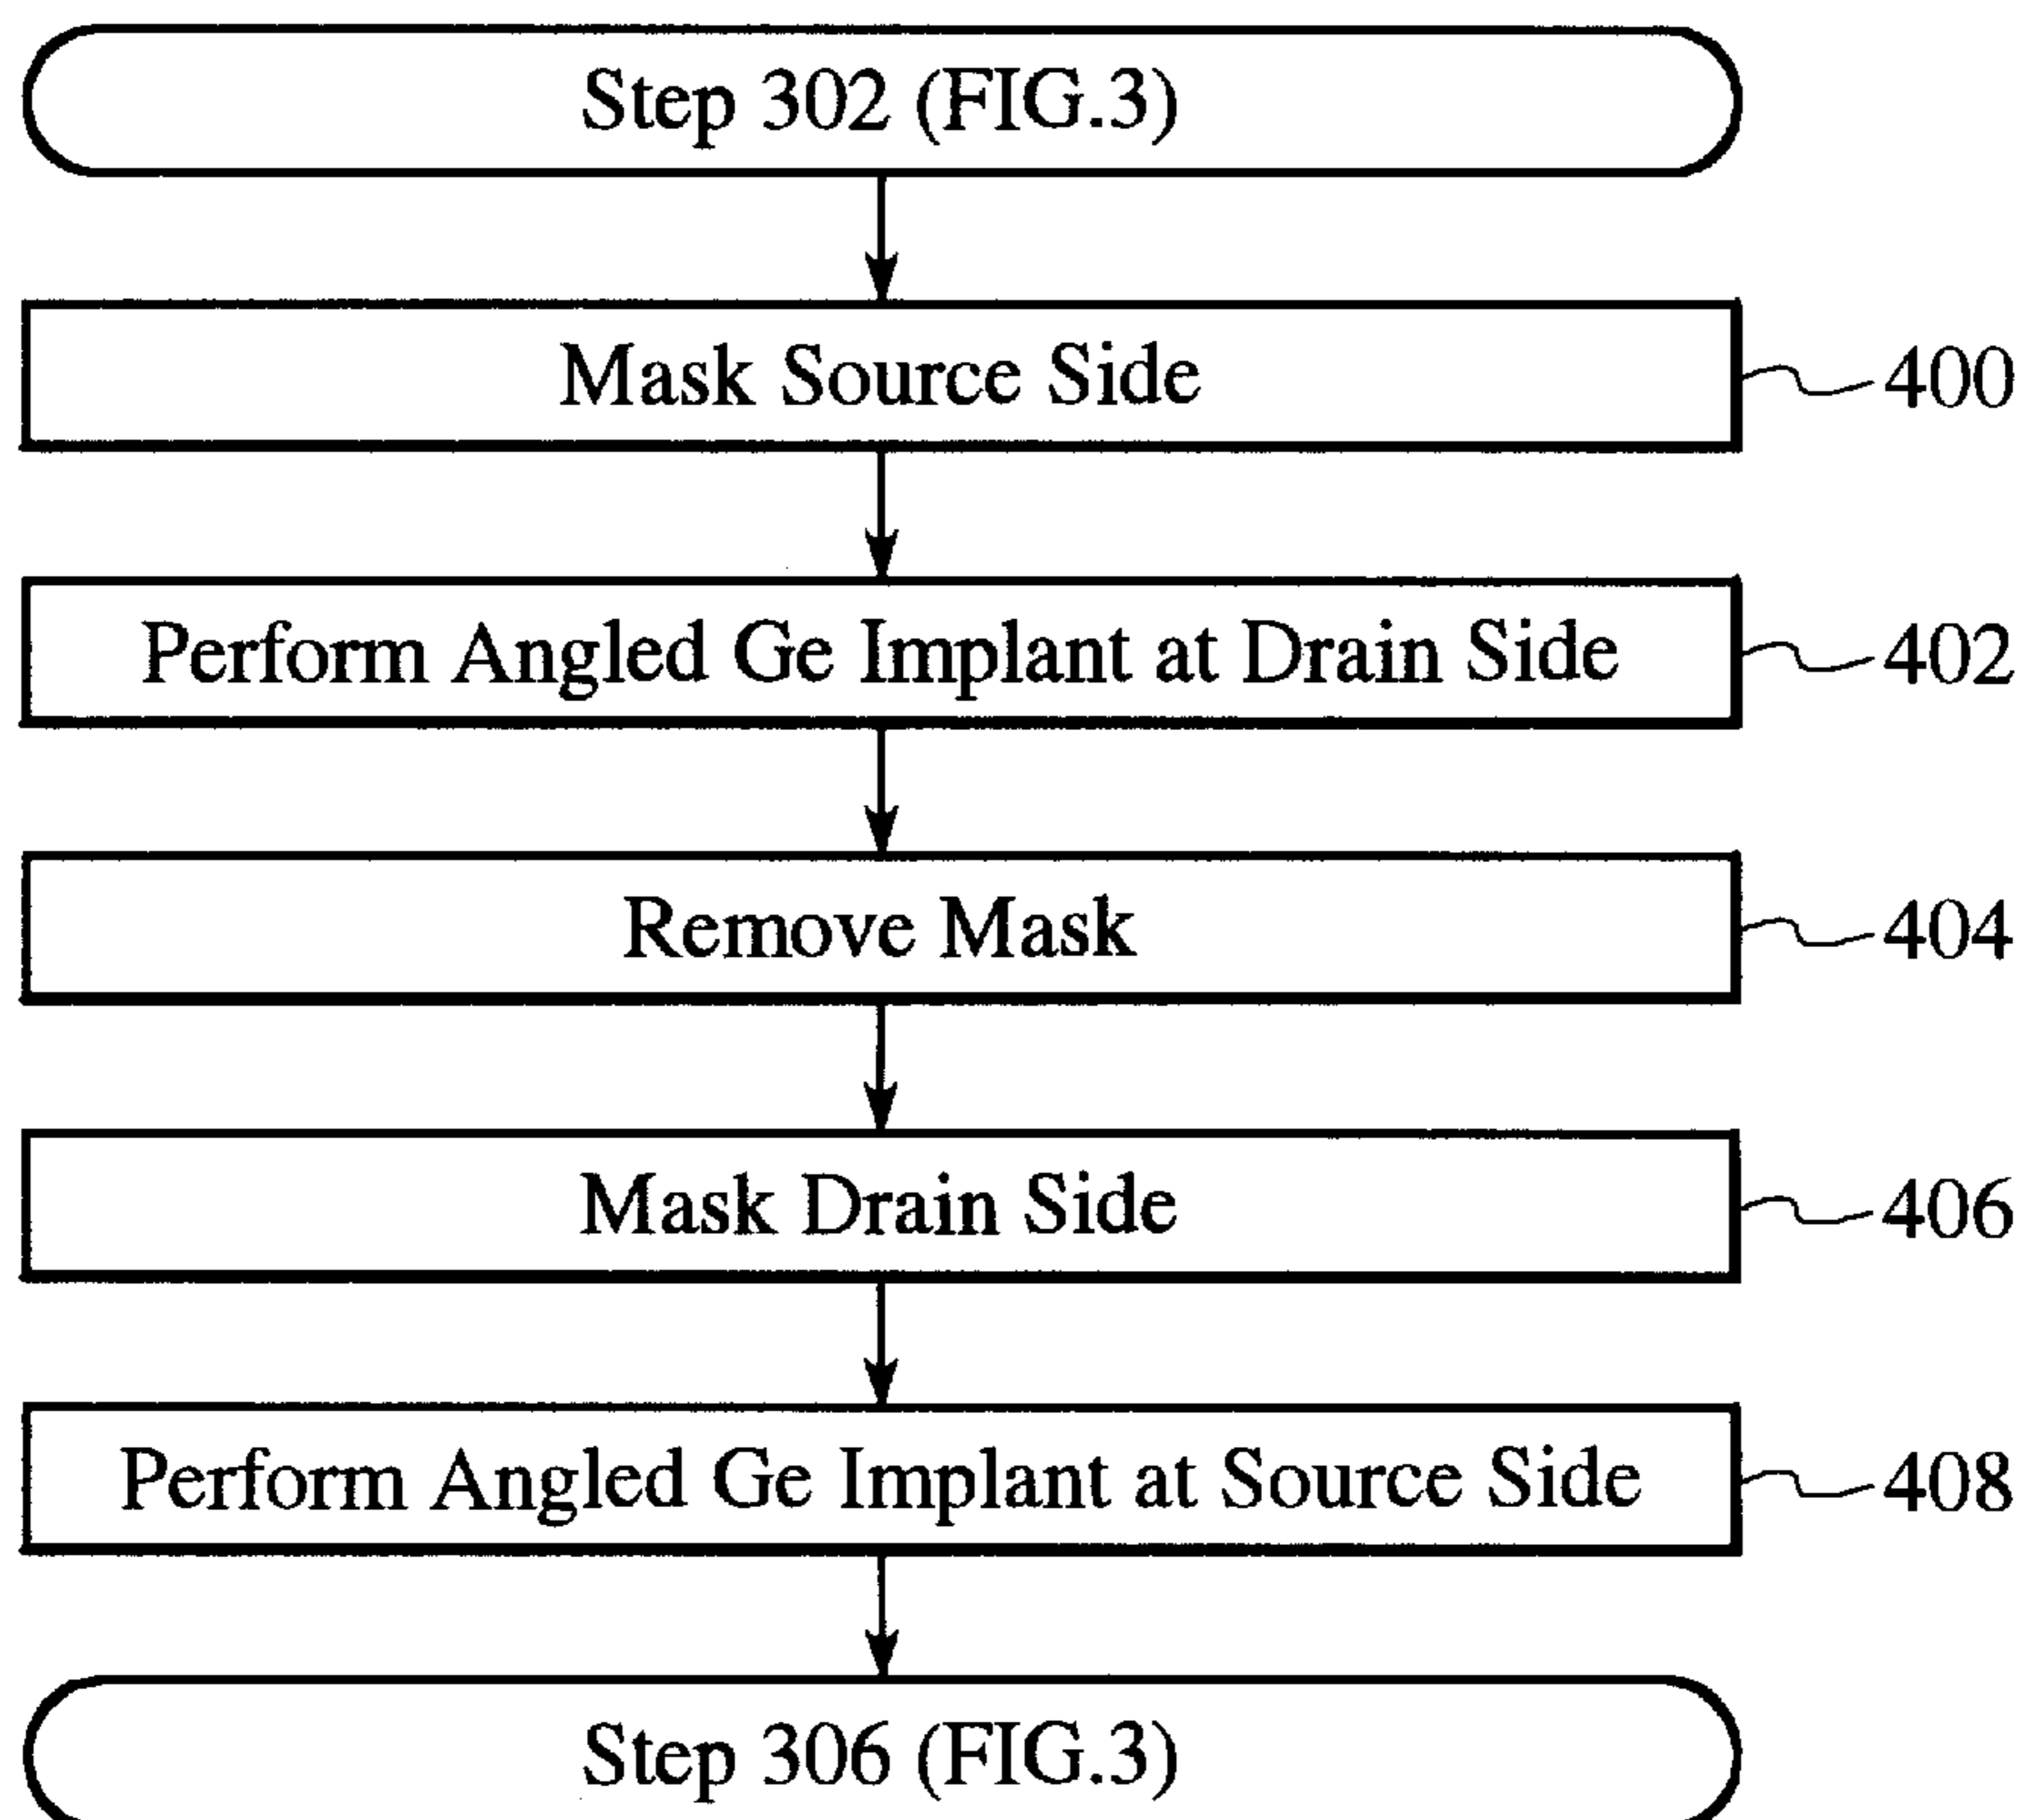 Step 302 (FIG.3)
Mask Source Side
400
Perform Angled Ge Implant at Drain Side
402
Remove Mask
404
Mask Drain Side
406
Perform Angled Ge Implant at Source Side
408
Step 306 (FIG.3)